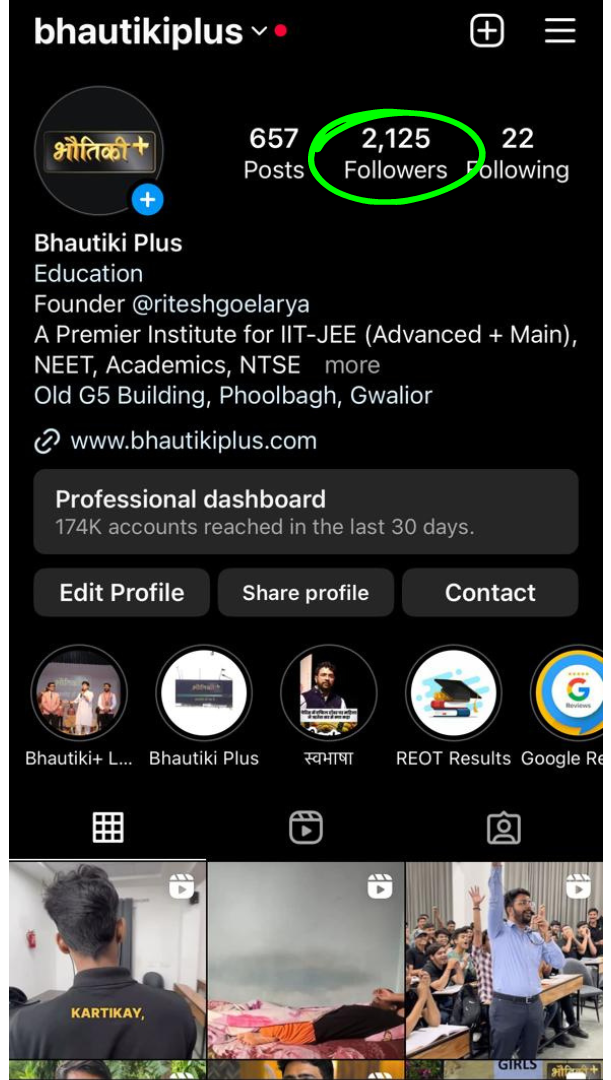 bhautikiplus
भौतिकी+
657
Posts
2,125
Followers
22
Following
Bhautiki Plus
Education
Founder @riteshgoelarya
A Premier Institute for IIT-JEE (Advanced + Main),
NEET, Academics, NTSE more
Old G5 Building, Phoolbagh, Gwalior
www.bhautikiplus.com
Professional dashboard
174K accounts reached in the last 30 days.
Edit Profile
Share profile
Contact
भौतिकी+
Reviews
Bhautiki+ L...
Bhautiki Plus
स्वभाषा
REOT Results
Google Re
KARTIKAY,
GIRLS
भौतिकी+